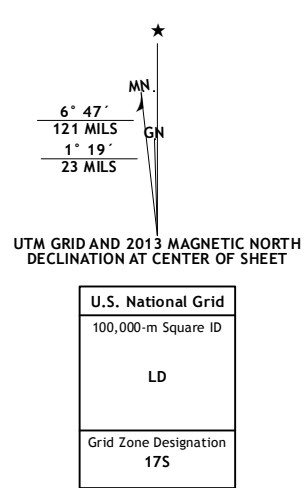 ★
MN.
6° 47´
121 MILS
GN
1° 19´
23 MILS
UTM GRID AND 2013 MAGNETIC NORTH
DECLINATION AT CENTER OF SHEET
U.S. National Grid
100,000-m Square ID
LD
Grid Zone Designation
17S